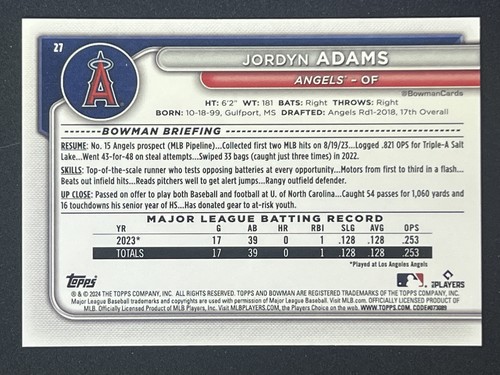 27
A
JORDYN ADAMS
ANGELS® – OF
@BowmanCards
HT: 6'2" WT: 181 BATS: Right THROWS: Right
BORN: 10-18-99, Gulfport, MS DRAFTED: Angels Rd1-2018, 17th Overall
BOWMAN BRIEFING
RESUME: No. 15 Angels prospect (MLB Pipeline)...Collected first two MLB hits on 8/19/23...Logged .821 OPS for Triple-A Salt
Lake...Went 43-for-48 on steal attempts...Swiped 33 bags (caught just three times) in 2022.
SKILLS: Top-of-the-scale runner who tests opposing batteries at every opportunity...Motors from first to third in a flash...
Beats out infield hits...Reads pitchers well to get alert jumps...Rangy outfield defender.
UP CLOSE: Passed on offer to play both Baseball and football at U. of North Carolina...Caught 54 passes for 1,060 yards and
16 touchdowns his senior year of HS...Has donated gear to at-risk youth.
MAJOR LEAGUE BATTING RECORD
YR G AB HR RBI SLG AVG OPS
2023* 17 39 0 1 .128 .128 .253
TOTALS 17 39 0 1 .128 .128 .253
*Played at Los Angeles Angels
Topps MLB PLAYERS
® & © 2024 THE TOPPS COMPANY, INC. ALL RIGHTS RESERVED. TOPPS AND BOWMAN ARE REGISTERED TRADEMARKS OF THE TOPPS COMPANY, INC.
Major League Baseball trademarks and copyrights are used with permission of Major League Baseball. Visit MLB.com. OFFICIALLY LICENSED PRODUCT OF
MLB Players, Inc. Visit MLBPLAYERS.com, the Players Choice on the web. WWW.TOPPS.COM. CODE#073089